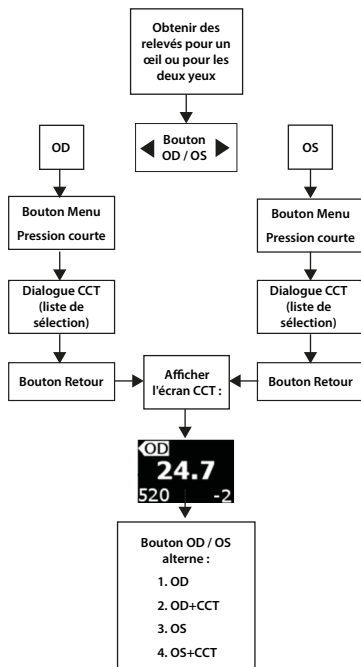 Obtenir des
relevés pour un
œil ou pour les
deux yeux
Bouton
OD / OS
OD
OS
Bouton Menu
Pression courte
Bouton Menu
Pression courte
Dialogue CCT
(liste de
sélection)
Dialogue CCT
(liste de
sélection)
Bouton Retour
Afficher
l'écran CCT :
Bouton Retour
OD
24.7
520 -2
Bouton OD / OS
alterne :
1. OD
2. OD+CCT
3. OS
4. OS+CCT